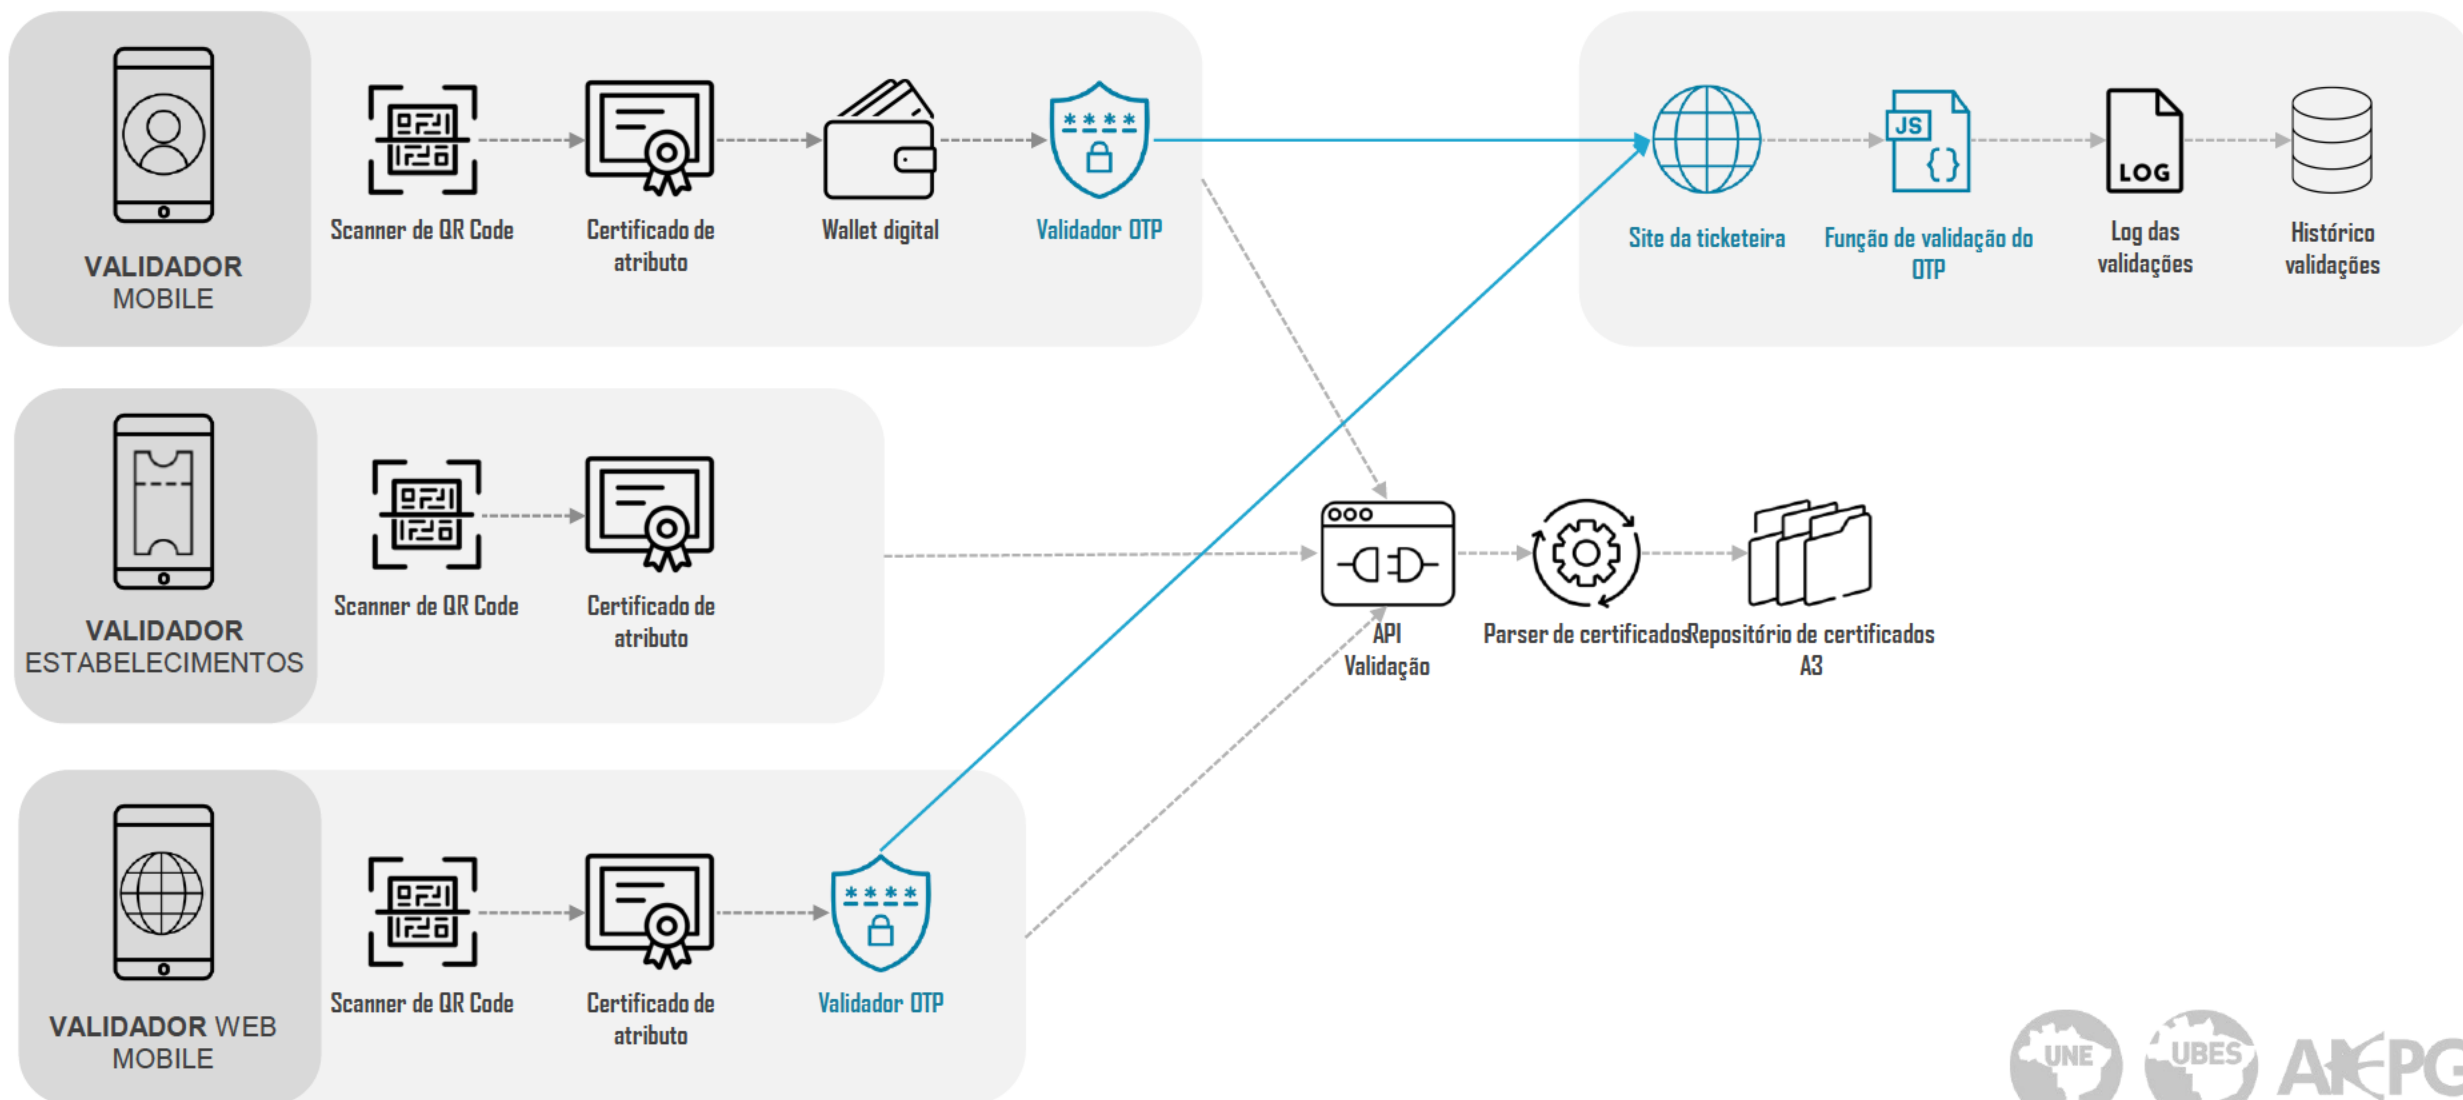 VALIDADOR
MOBILE
Scanner de QR Code
Certificado de
atributo
Wallet digital
****
Validador OTP
Site da ticketeira
JS
{}
Função de validação do
OTP
LOG
Log das
validações
Histórico
validações
VALIDADOR
ESTABELECIMENTOS
Scanner de QR Code
Certificado de
atributo
API
Validação
Parser de certificados
Repositório de certificados
A3
VALIDADOR WEB
MOBILE
Scanner de QR Code
Certificado de
atributo
****
Validador OTP
UNE
UBES
ANPG